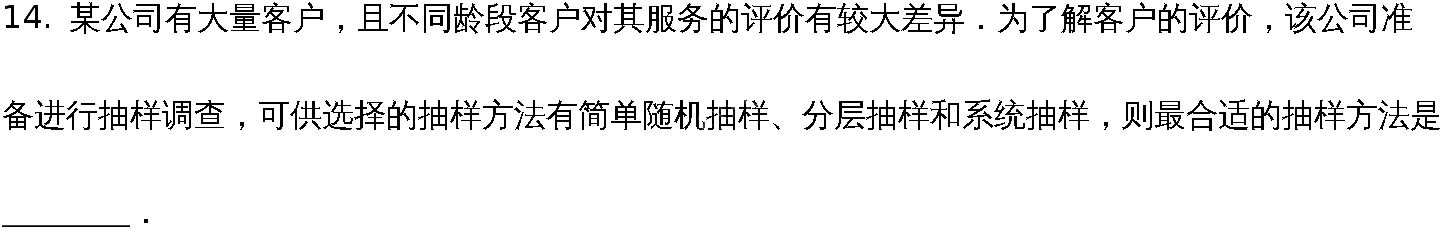 14. 某公司有大量客户，且不同龄段客户对其服务的评价有较大差异．为了解客户的评价，该公司准
备进行抽样调查，可供选择的抽样方法有简单随机抽样、分层抽样和系统抽样，则最合适的抽样方法是
________．